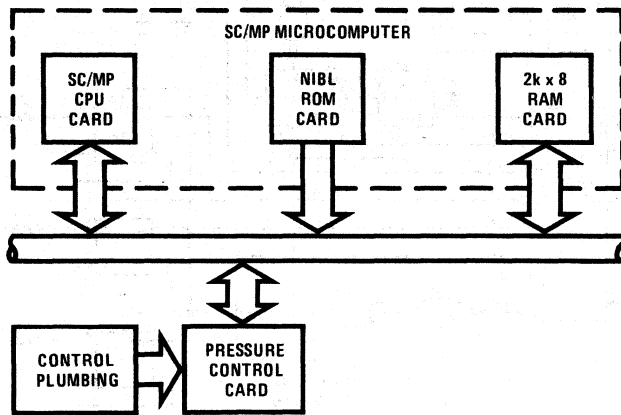 SC/MP MICROCOMPUTER
SC/MP
CPU
CARD
NIBL
ROM
CARD
2k x 8
RAM
CARD
CONTROL
PLUMBING
PRESSURE
CONTROL
CARD